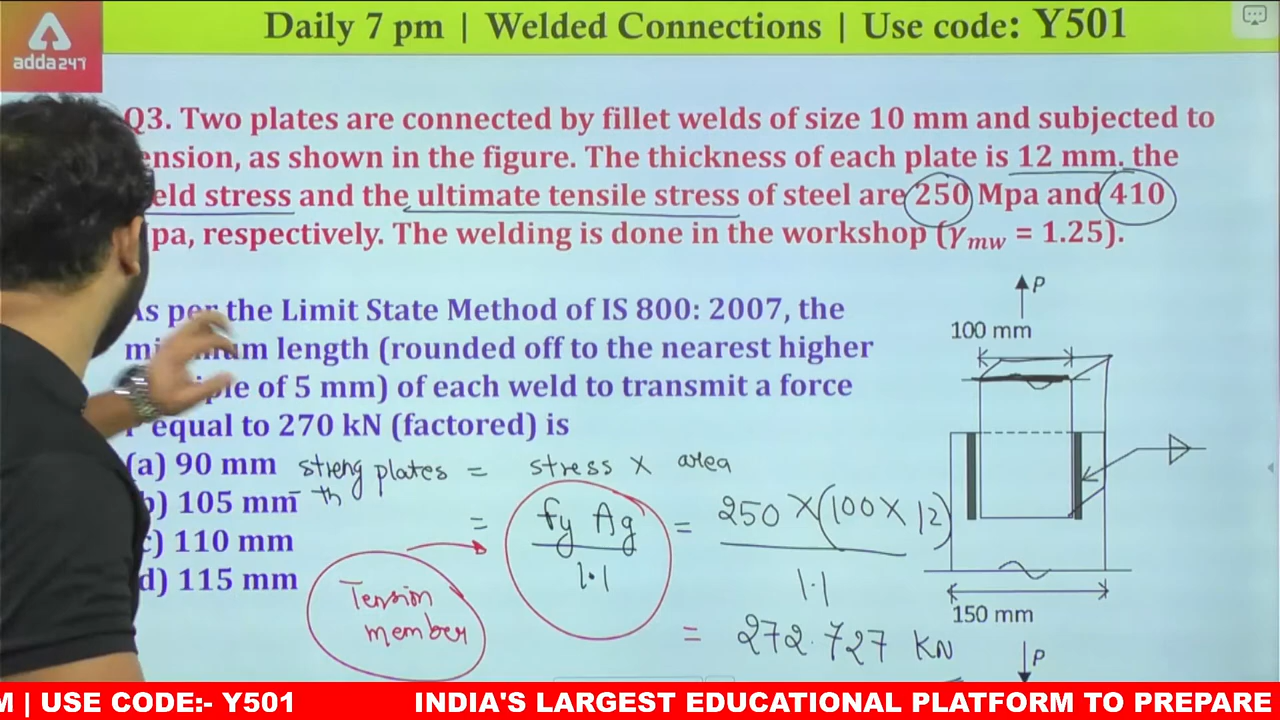 Daily 7 pm | Welded Connections | Use code: Y501
adda247
Q3. Two plates are connected by fillet welds of size 10 mm and subjected to
ension, as shown in the figure. The thickness of each plate is 12 mm. the
eld stress and the ultimate tensile stress of steel are 250 Mpa and 410
pa, respectively. The welding is done in the workshop (γmw = 1.25).
As per the Limit State Method of IS 800: 2007, the
length (rounded off to the nearest higher
of 5 mm) of each weld to transmit a force
equal to 270 kN (factored) is
(a) 90 mm
b) 105 mm
c) 110 mm
d) 115 mm
strength plates = stress × area
= fy Ag / 1.1 = 250 × (100 × 12) / 1.1
= 272.727 KN
Tension
member
P
100 mm
150 mm
P
M | USE CODE:- Y501 INDIA'S LARGEST EDUCATIONAL PLATFORM TO PREPARE